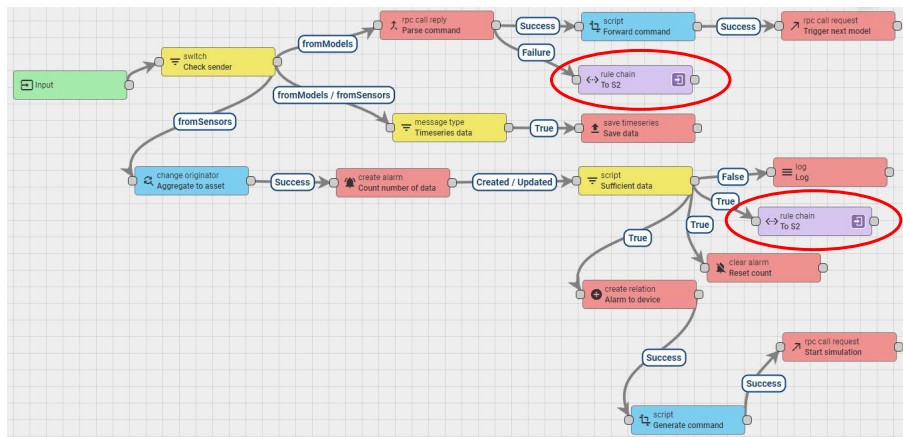 rpc call reply
Parse command
Success
script
Forward command
Success
rpc call request
Trigger next model
fromModels
Failure
switch
Check sender
rule chain
To S2
Input
fromModels / fromSensors
fromSensors
message type
Timeseries data
True
save timeseries
Save data
change originator
Aggregate to asset
Success
create alarm
Count number of data
Created / Updated
script
Sufficient data
False
log
Log
True
rule chain
To S2
True
True
clear alarm
Reset count
create relation
Alarm to device
Success
rpc call request
Start simulation
Success
script
Generate command